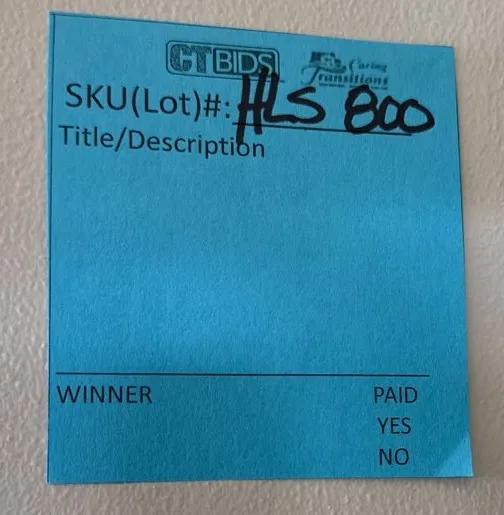 CTBIDS Caring Transitions
SKU(Lot)#: HLS 800
Title/Description
WINNER PAID
YES
NO